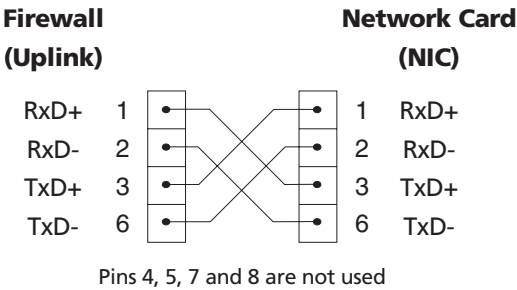 Firewall Network Card
(Uplink) (NIC)
RxD+ 1 1 RxD+
RxD- 2 2 RxD-
TxD+ 3 3 TxD+
TxD- 6 6 TxD-
Pins 4, 5, 7 and 8 are not used